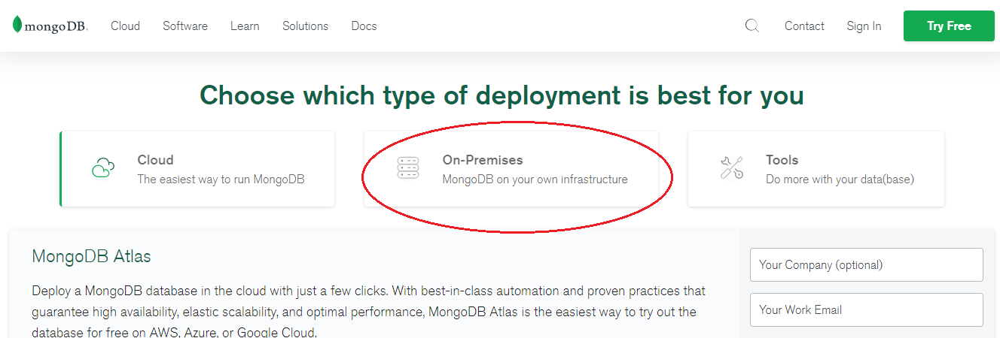 mongoDB.
Cloud
Software
Learn
Solutions
Docs
Contact
Sign In
Try Free
Choose which type of deployment is best for you
Cloud
The easiest way to run MongoDB
On-Premises
MongoDB on your own infrastructure
Tools
Do more with your data(base)
MongoDB Atlas
Deploy a MongoDB database in the cloud with just a few clicks. With best-in-class automation and proven practices that
guarantee high availability, elastic scalability, and optimal performance, MongoDB Atlas is the easiest way to try out the
database for free on AWS, Azure, or Google Cloud.
Your Company (optional)
Your Work Email